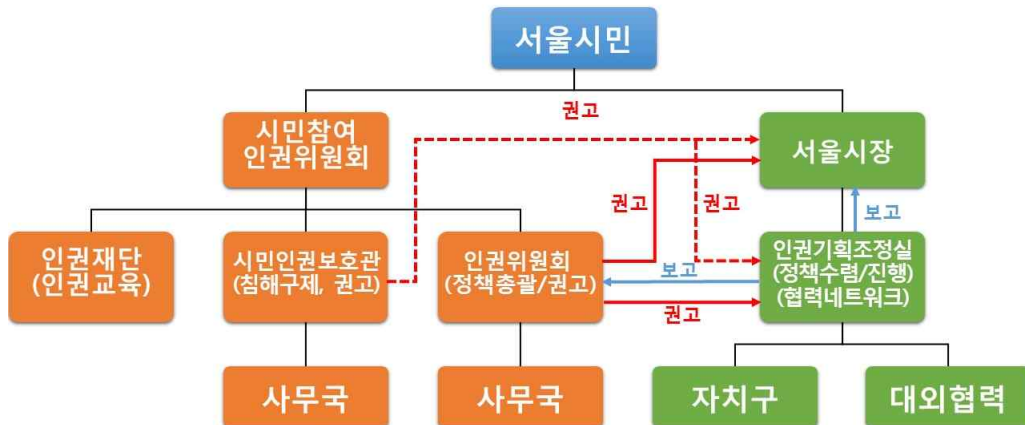 서울시민
권고
시민참여
인권위원회
서울시장
권고
권고
보고
인권재단
(인권교육)
시민인권보호관
(침해구제, 권고)
인권위원회
(정책총괄/권고)
보고
권고
인권기획조정실
(정책수렴/진행)
(협력네트워크)
사무국
사무국
자치구
대외협력